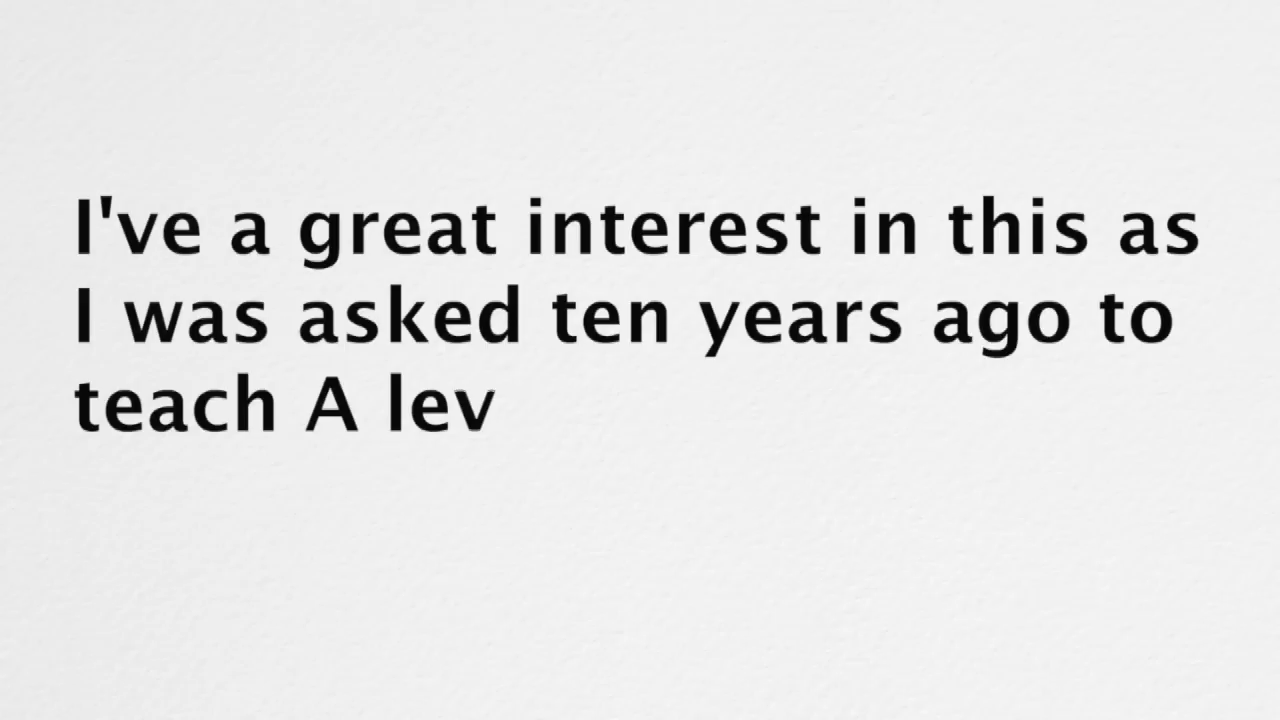 I've a great interest in this as
I was asked ten years ago to
teach A lev